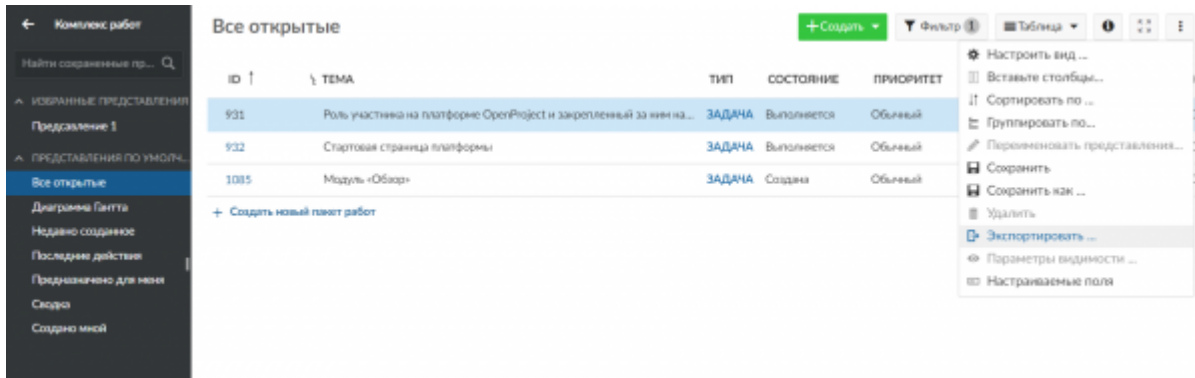 Комплекс работ
Найти сохраненные пр...
ИЗБРАННЫЕ ПРЕДСТАВЛЕНИЯ
Представление 1
ПРЕДСТАВЛЕНИЯ ПО УМОЛЧ...
Все открытые
Диаграмма Гантта
Недавно созданное
Последние действия
Предназначено для меня
Сводка
Создано мной
Все открытые
+ Создать
Фильтр 1
Таблица
ID ТЕМА ТИП СОСТОЯНИЕ ПРИОРИТЕТ
931 Роль участника на платформе OpenProject и закрепленный за ним на... ЗАДАЧА Выполняется Обычный
932 Стартовая страница платформы ЗАДАЧА Выполняется Обычный
1085 Модуль «Обзор» ЗАДАЧА Создана Обычный
+ Создать новый пакет работ
Настроить вид ...
Вставьте столбцы...
Сортировать по ...
Группировать по...
Переименовать представления...
Сохранить
Сохранить как ...
Удалить
Экспортировать ...
Параметры видимости ...
Настраиваемые поля